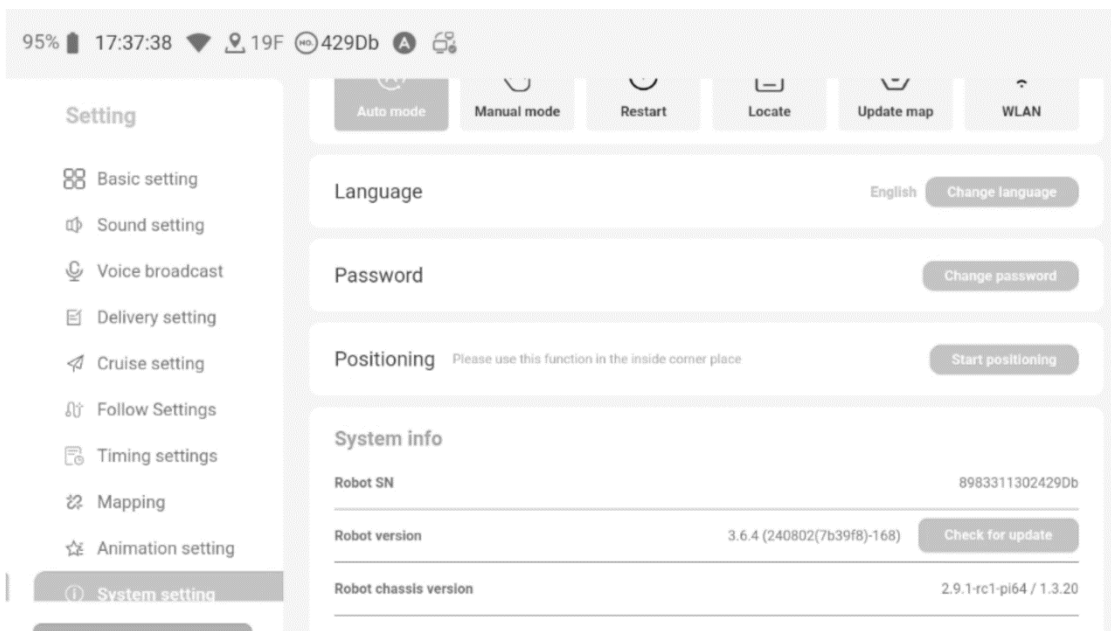 95% 17:37:38 19F NO. 429Db A
Setting
Basic setting
Sound setting
Voice broadcast
Delivery setting
Cruise setting
Follow Settings
Timing settings
Mapping
Animation setting
System setting
Auto mode Manual mode Restart Locate Update map WLAN
Language English Change language
Password Change password
Positioning Please use this function in the inside corner place Start positioning
System info
Robot SN 8983311302429Db
Robot version 3.6.4 (240802(7b39f8)-168) Check for update
Robot chassis version 2.9.1-rc1-pi64 / 1.3.20